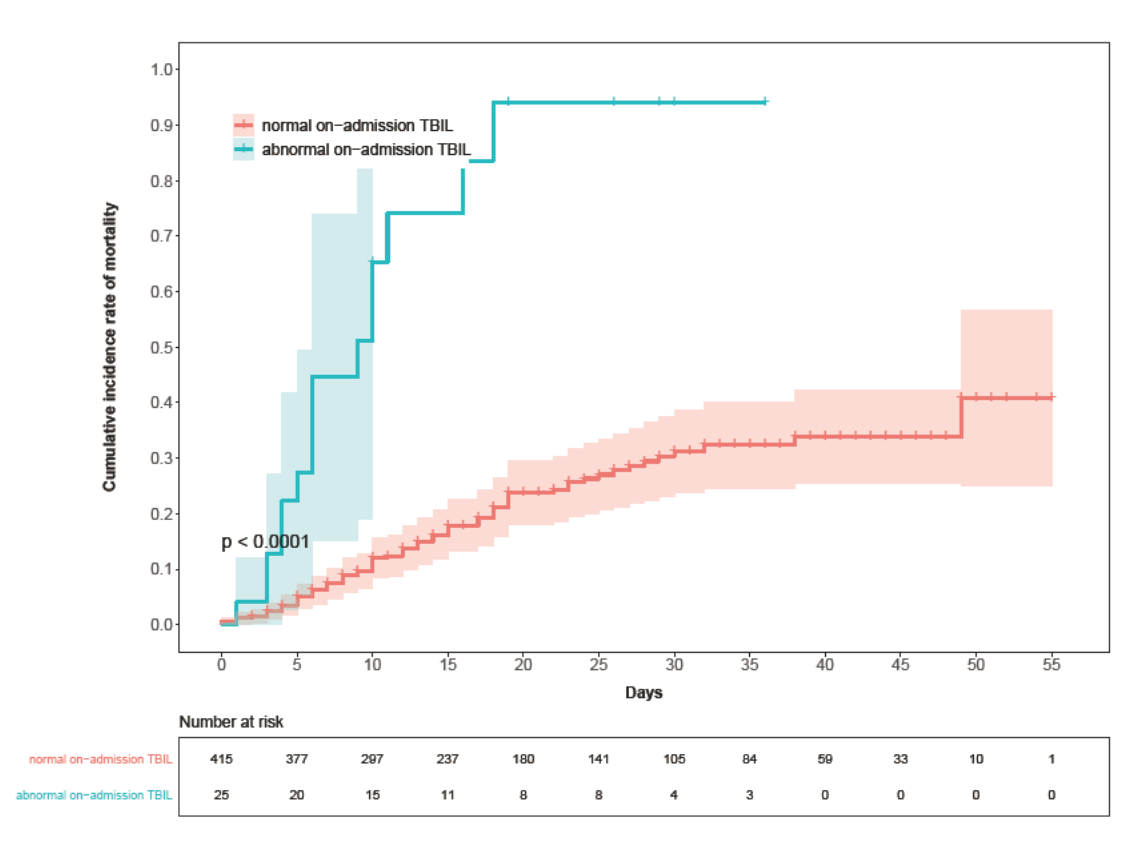 1.0
0.9
0.8
0.7
0.6
0.5
0.4
0.3
0.2
0.1
0.0
Cumulative incidence rate of mortality
normal on-admission TBIL
abnormal on-admission TBIL
p < 0.0001
0 5 10 15 20 25 30 35 40 45 50 55
Days
Number at risk
normal on-admission TBIL 415 377 297 237 180 141 105 84 59 33 10 1
abnormal on-admission TBIL 25 20 15 11 8 8 4 3 0 0 0 0